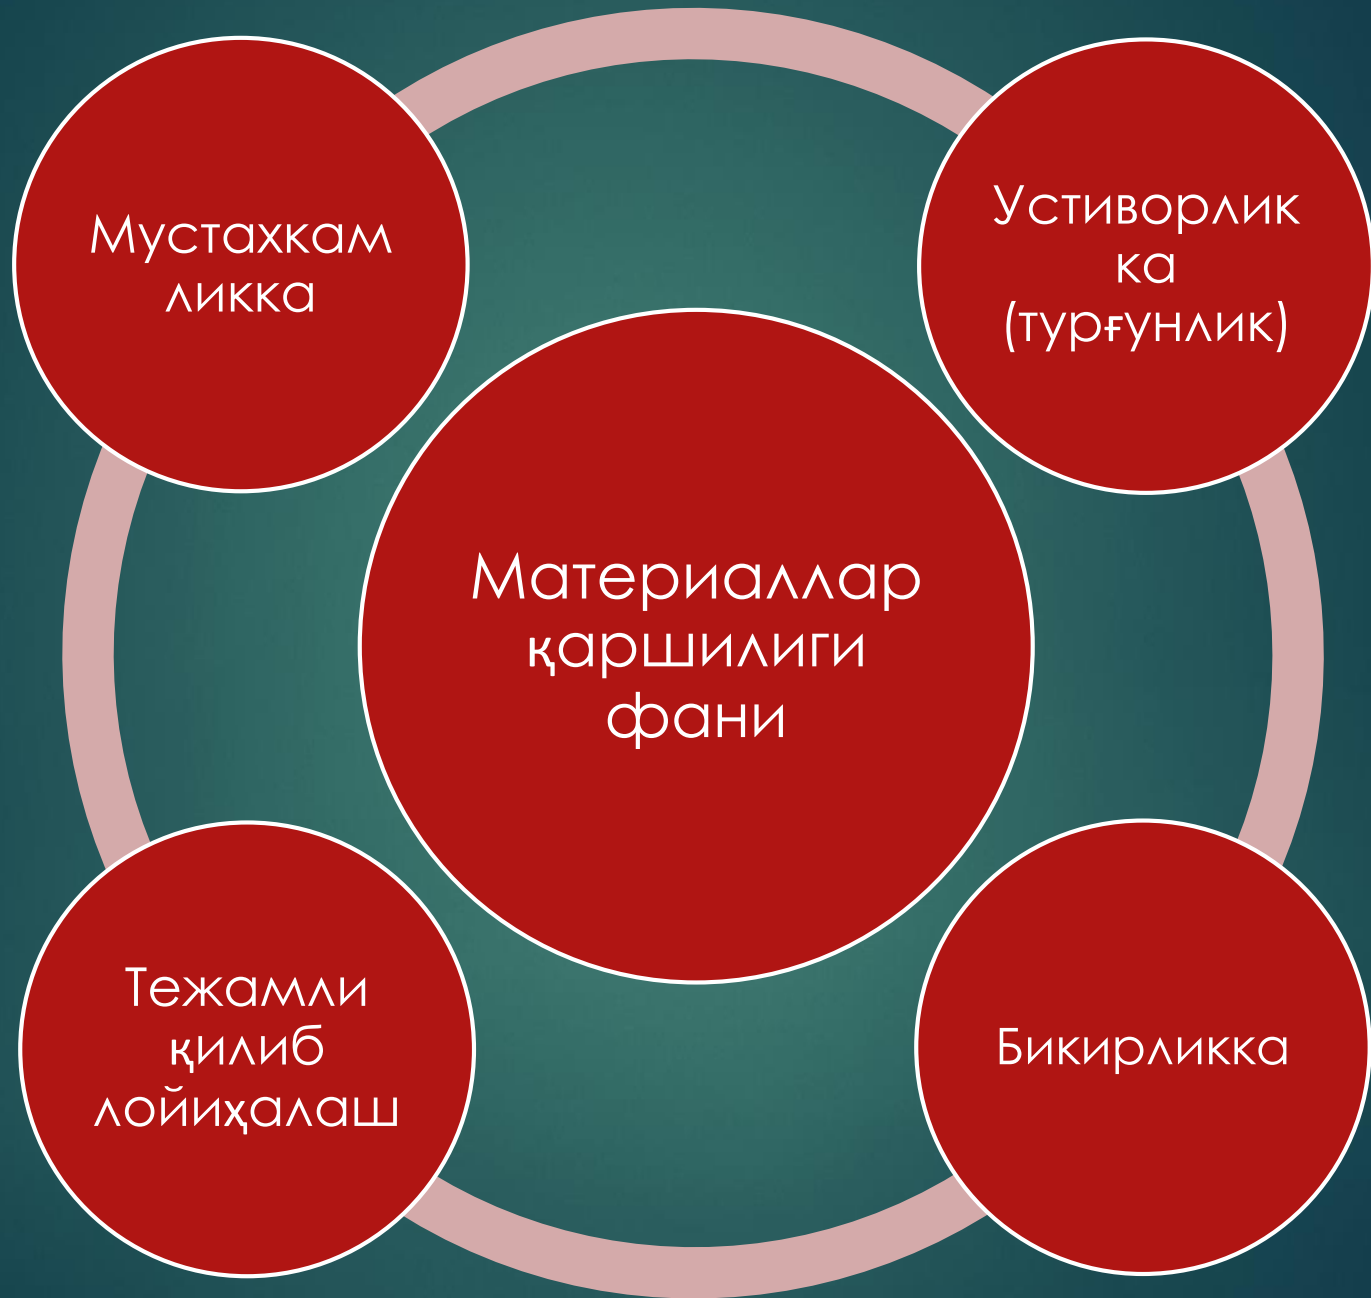 Мустахкам
ликка
Устиворлик
ка
(турғунлик)
Материаллар
қаршилиги
фани
Тежамли
қилиб
лойиҳалаш
Бикирликка